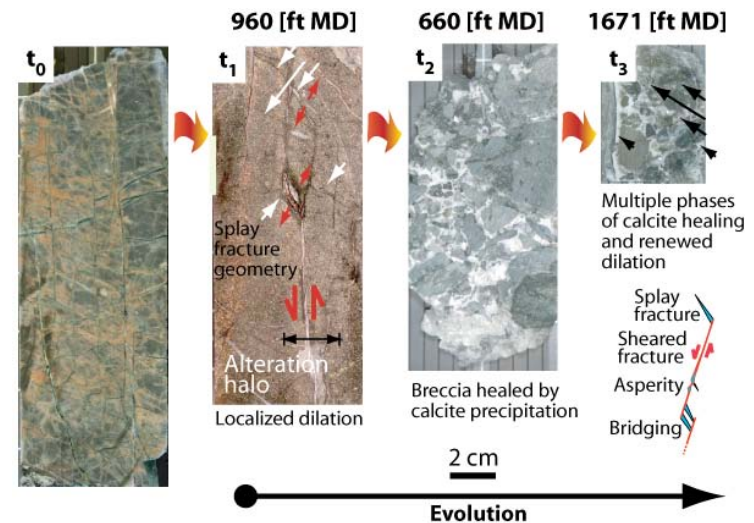 960 [ft MD]
660 [ft MD]
1671 [ft MD]
t0
t1
t2
t3
Splay
fracture
geometry
Alteration
halo
Localized dilation
Breccia healed by
calcite precipitation
Multiple phases
of calcite healing
and renewed
dilation
Splay
fracture
Sheared
fracture
Asperity
Bridging
2 cm
Evolution